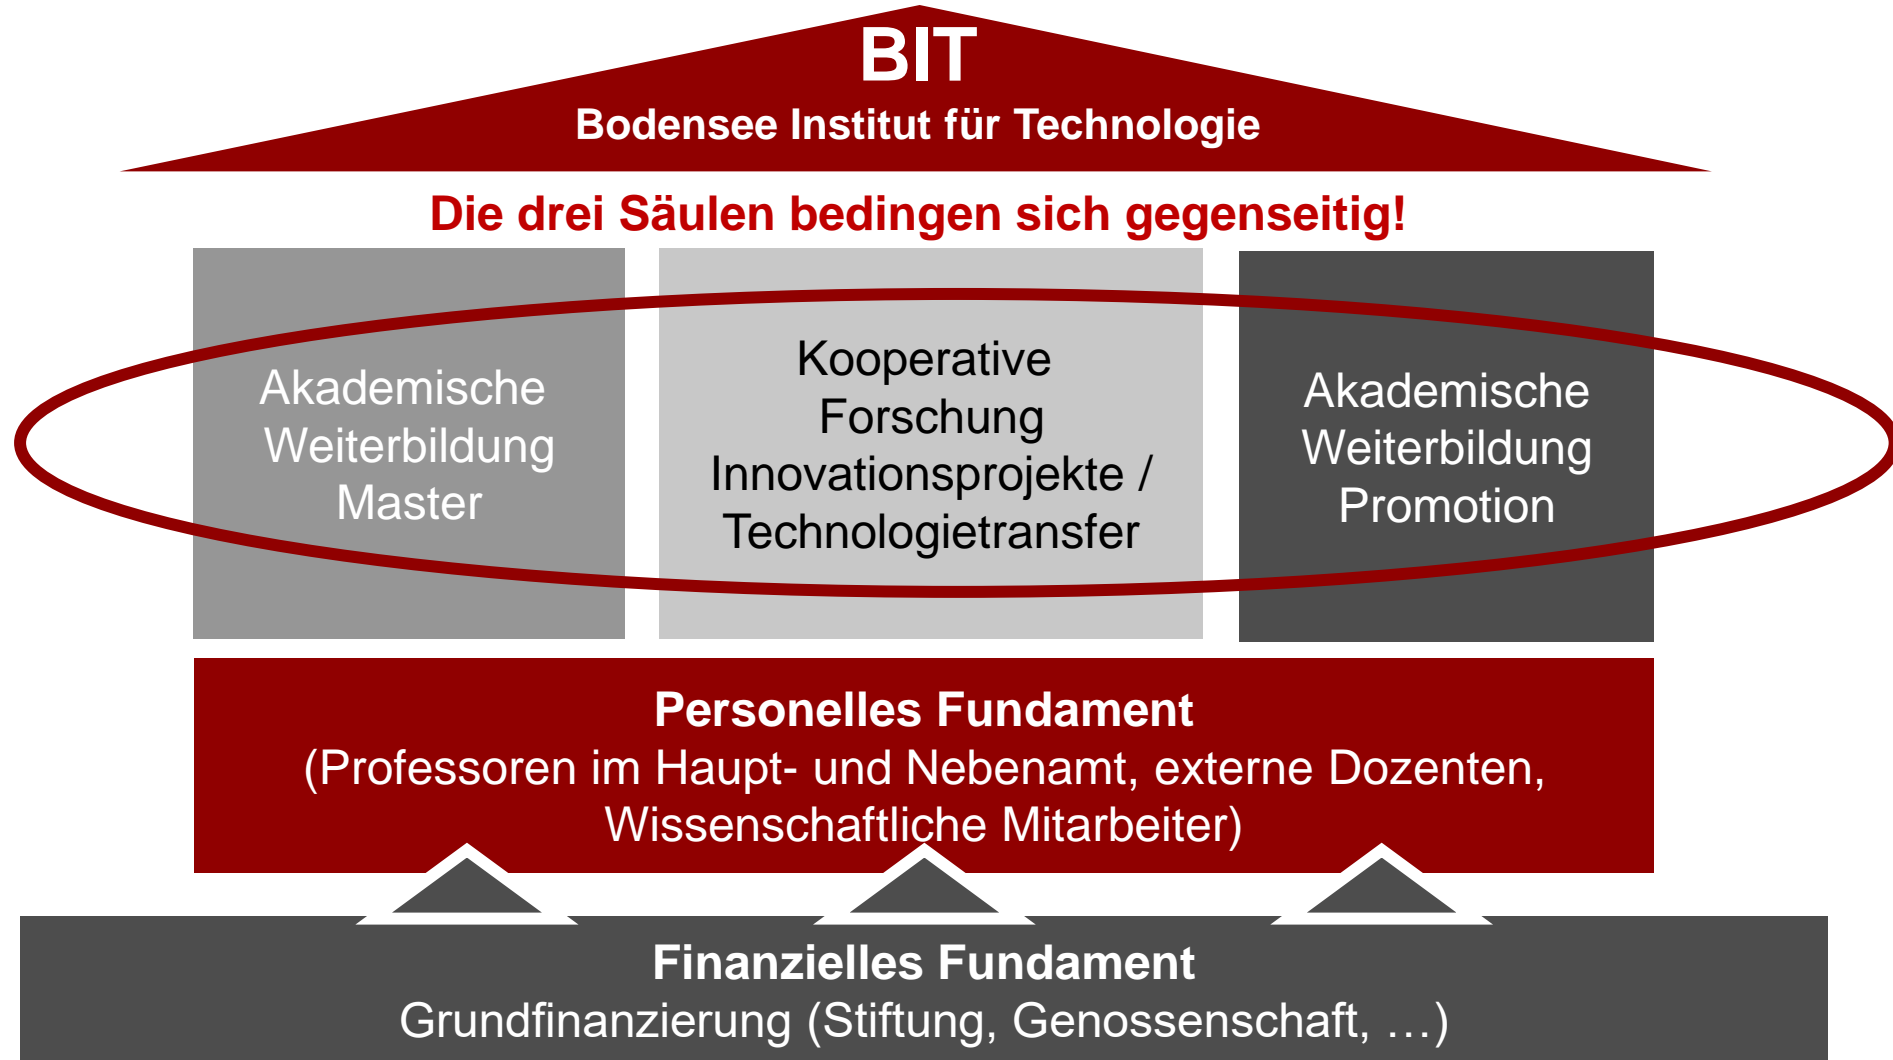 BIT
Bodensee Institut für Technologie
Die drei Säulen bedingen sich gegenseitig!
Akademische
Weiterbildung
Master
Kooperative
Forschung
Innovationsprojekte /
Technologietransfer
Akademische
Weiterbildung
Promotion
Personelles Fundament
(Professoren im Haupt- und Nebenamt, externe Dozenten,
Wissenschaftliche Mitarbeiter)
Finanzielles Fundament
Grundfinanzierung (Stiftung, Genossenschaft, …)